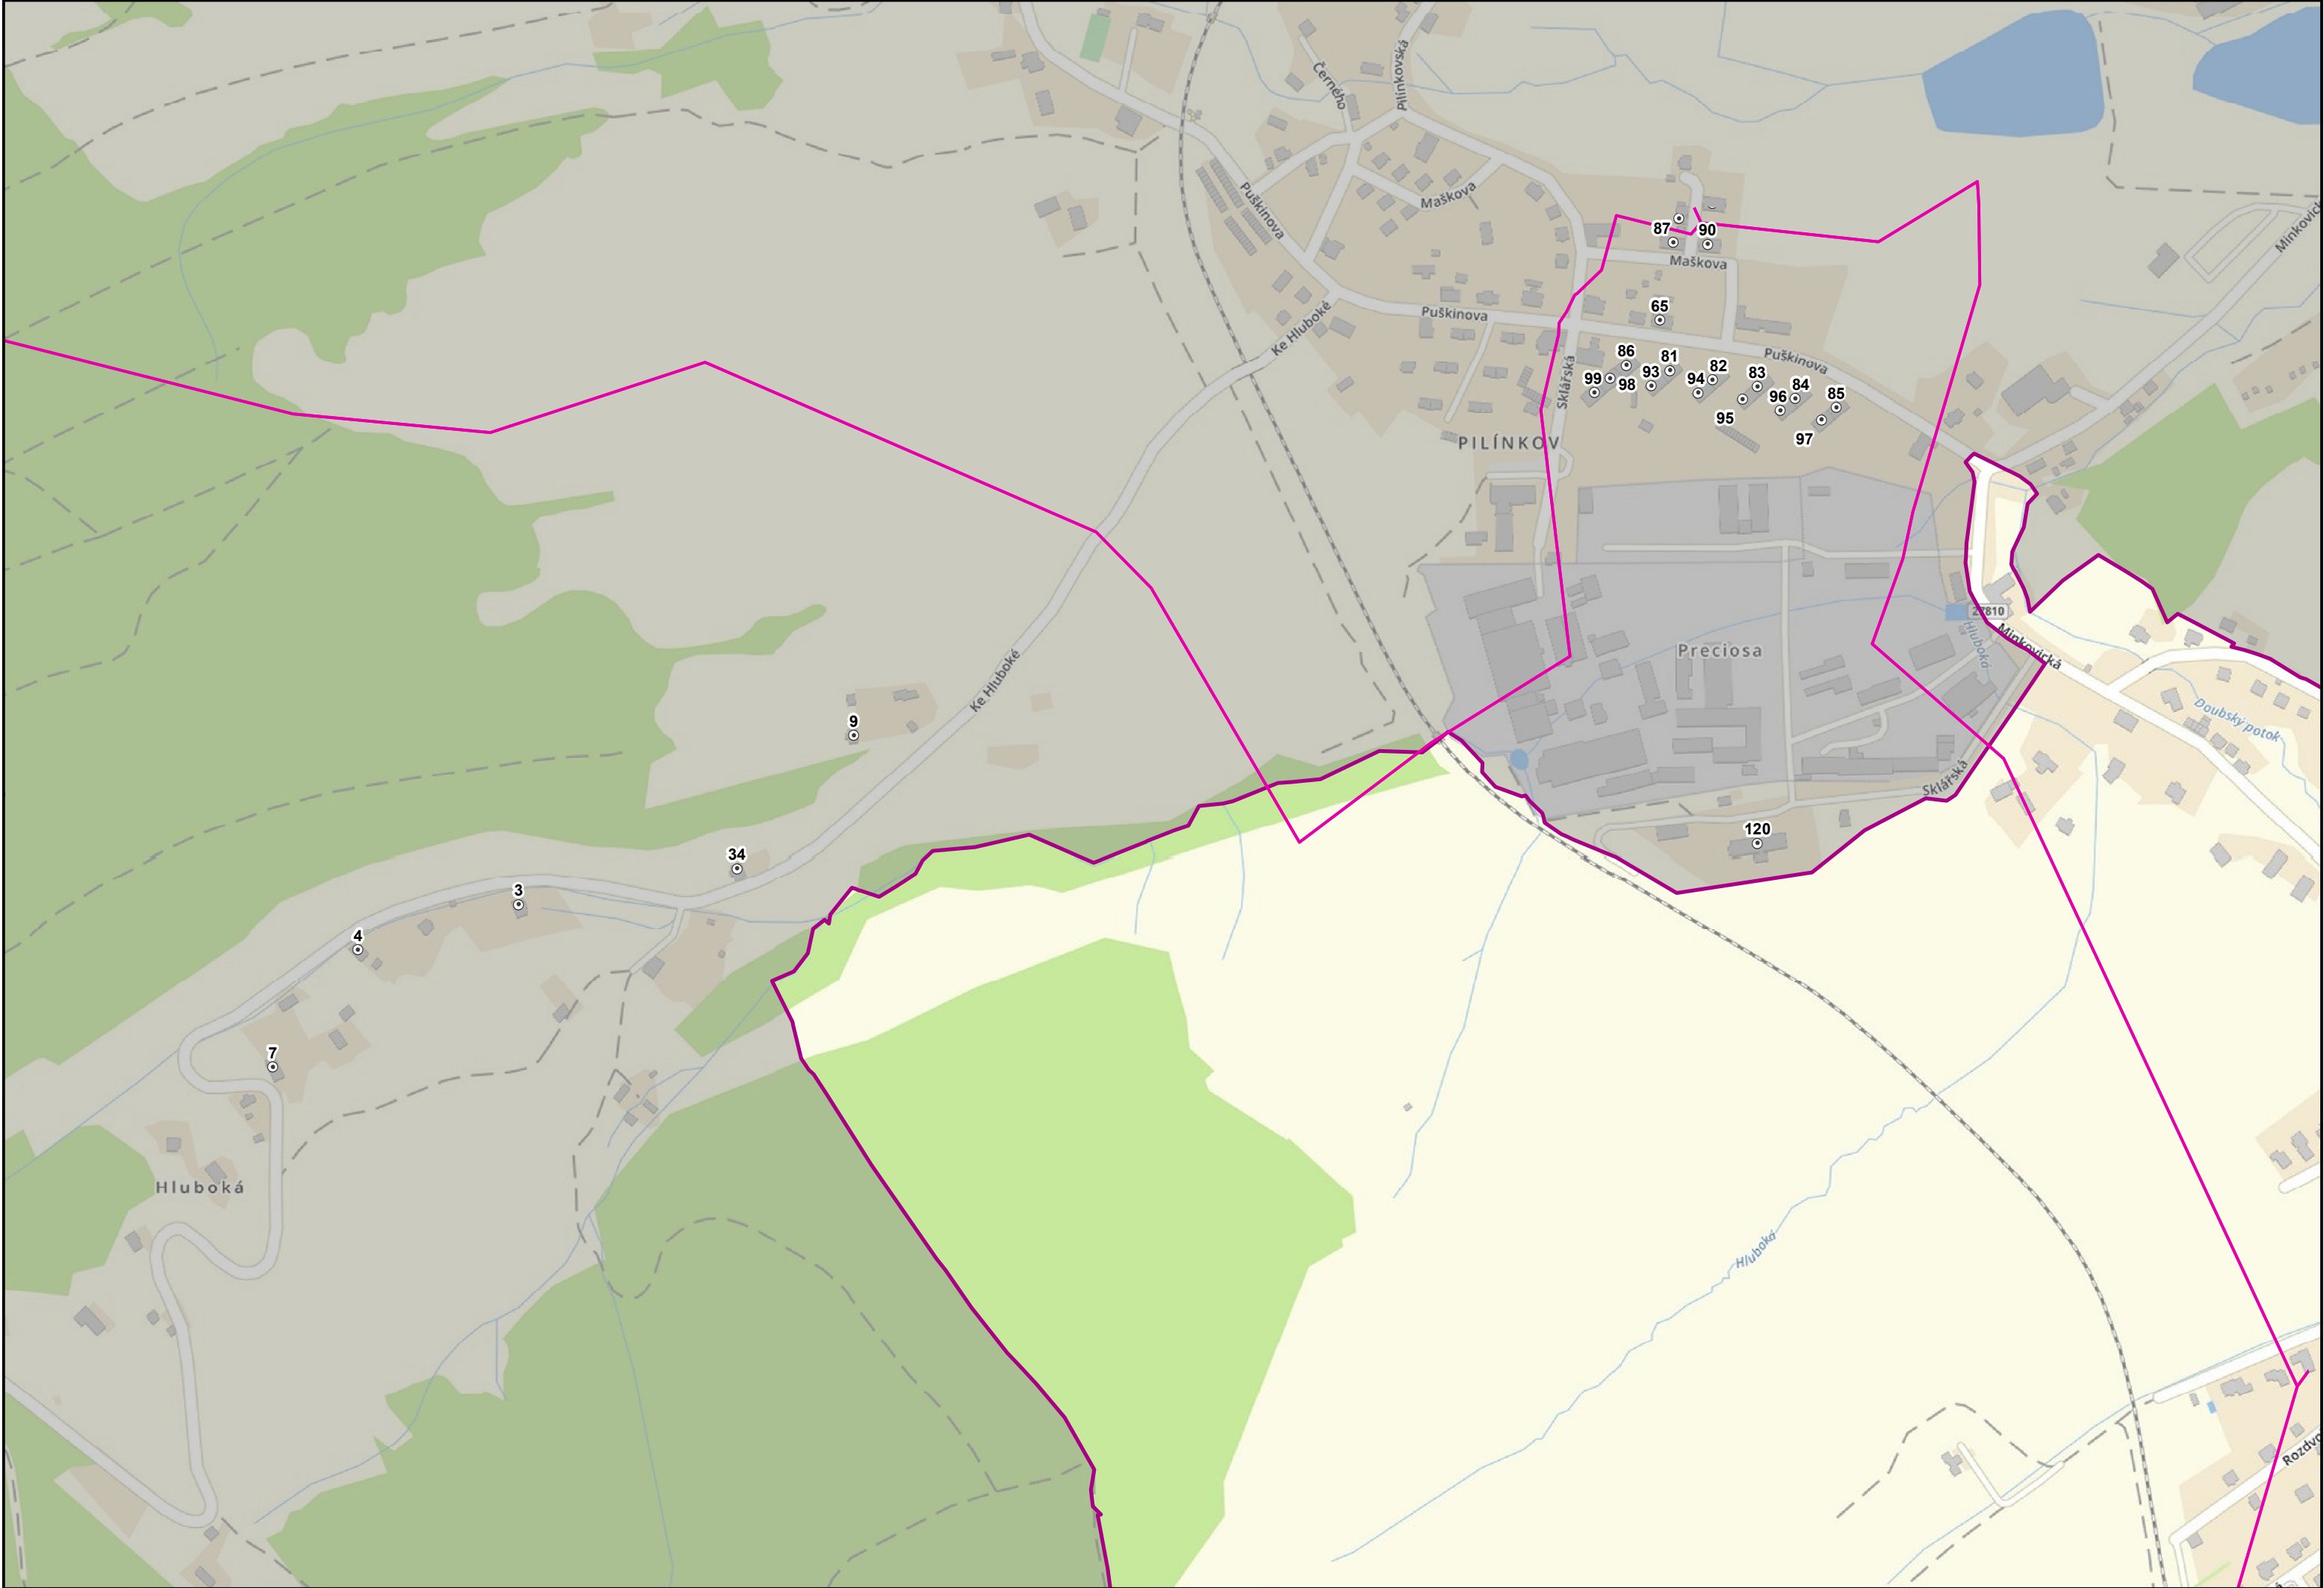 Černého
Pilínkovská
Puškinova
Maškova
Minkovick
87
90
Maškova
65
Ke Hluboké
Puškinova
Sklářská
Puškinova
86
81
82
83
84
85
99
98
93
94
95
96
97
PILÍNKOV
27810
Hluboká
Minkovická
Preciosa
Doubský potok
Ke Hluboké
9
Sklářská
120
34
3
4
7
Hluboká
Hluboká
Rozdvo